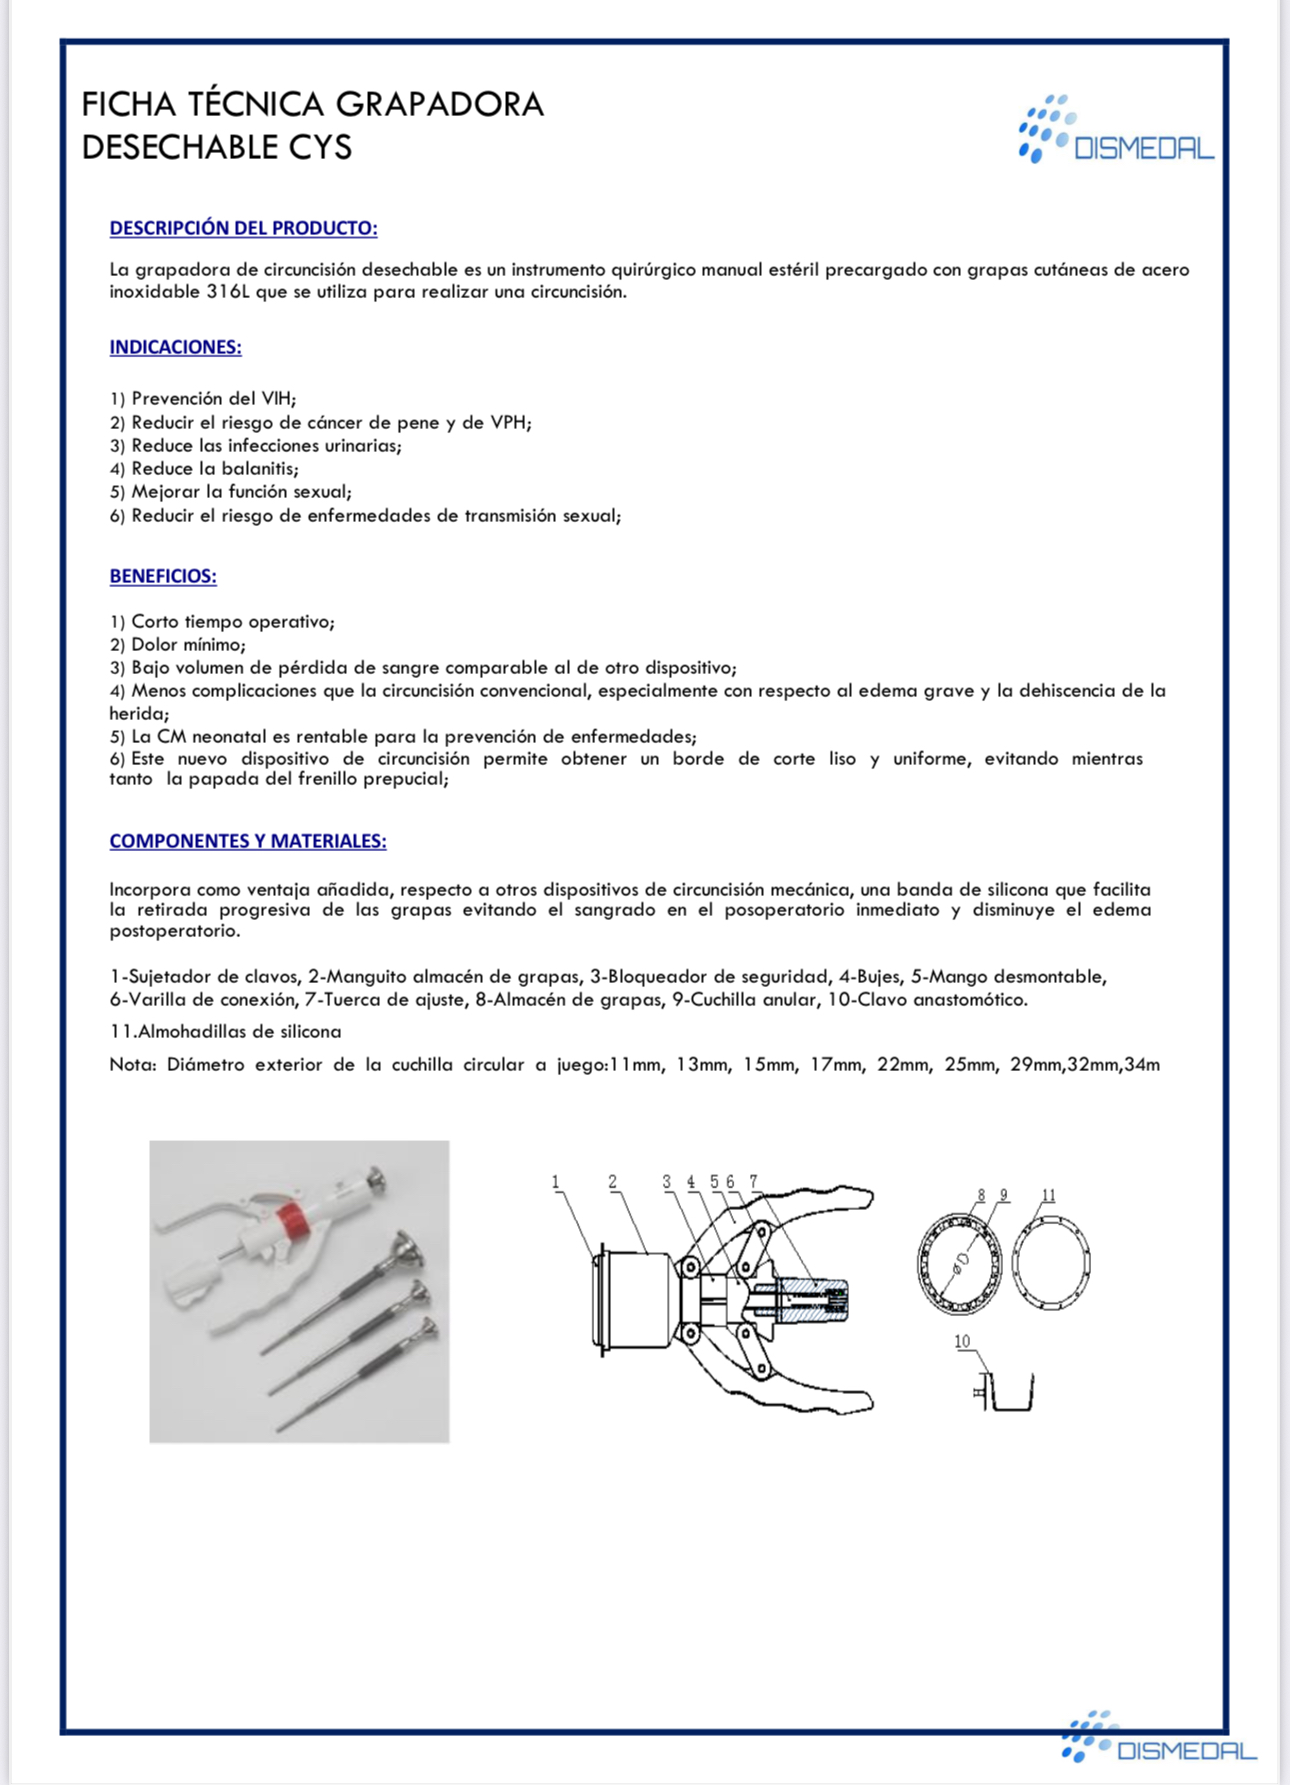 FICHA TÉCNICA GRAPADORA
DESECHABLE CYS
DISMEDAL
DESCRIPCIÓN DEL PRODUCTO:
La grapadora de circuncisión desechable es un instrumento quirúrgico manual estéril precargado con grapas cutáneas de acero
inoxidable 316L que se utiliza para realizar una circuncisión.
INDICACIONES:
1) Prevención del VIH;
2) Reducir el riesgo de cáncer de pene y de VPH;
3) Reduce las infecciones urinarias;
4) Reduce la balanitis;
5) Mejorar la función sexual;
6) Reducir el riesgo de enfermedades de transmisión sexual;
BENEFICIOS:
1) Corto tiempo operativo;
2) Dolor mínimo;
3) Bajo volumen de pérdida de sangre comparable al de otro dispositivo;
4) Menos complicaciones que la circuncisión convencional, especialmente con respecto al edema grave y la dehiscencia de la
herida;
5) La CM neonatal es rentable para la prevención de enfermedades;
6) Este nuevo dispositivo de circuncisión permite obtener un borde de corte liso y uniforme, evitando mientras
tanto la papada del frenillo prepucial;
COMPONENTES Y MATERIALES:
Incorpora como ventaja añadida, respecto a otros dispositivos de circuncisión mecánica, una banda de silicona que facilita
la retirada progresiva de las grapas evitando el sangrado en el posoperatorio inmediato y disminuye el edema
postoperatorio.
1-Sujetador de clavos, 2-Manguito almacén de grapas, 3-Bloqueador de seguridad, 4-Bujes, 5-Mango desmontable,
6-Varilla de conexión, 7-Tuerca de ajuste, 8-Almacén de grapas, 9-Cuchilla anular, 10-Clavo anastomótico.
11.Almohadillas de silicona
Nota: Diámetro exterior de la cuchilla circular a juego:11mm, 13mm, 15mm, 17mm, 22mm, 25mm, 29mm,32mm,34m
1 2 3 4 5 6 7
8 9 11
ØD
10
H
DISMEDAL